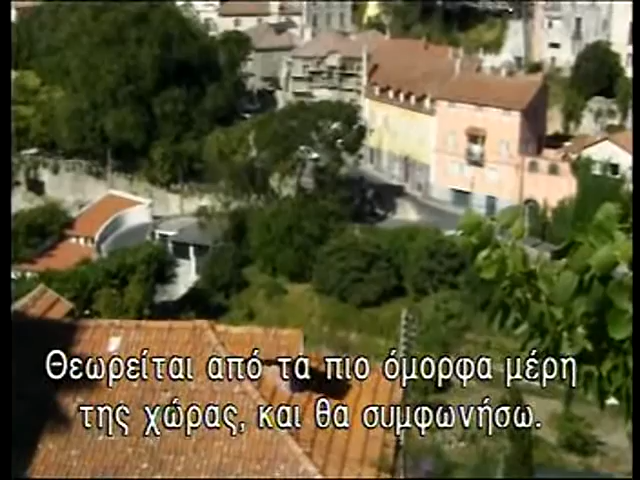 Θεωρείται από τα πιο όμορφα μέρη
της χώρας, και θα συμφωνήσω.